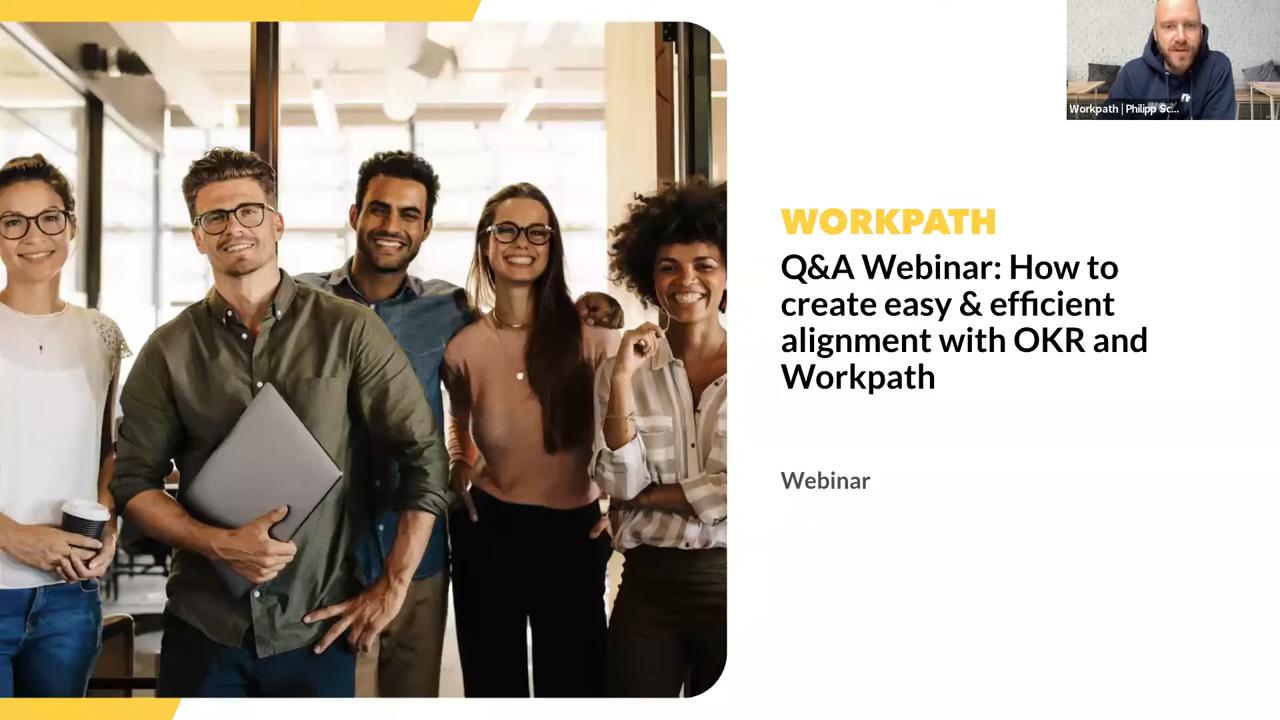 Workpath | Philipp Sc...
WORKPATH
Q&A Webinar: How to
create easy & efficient
alignment with OKR and
Workpath
Webinar